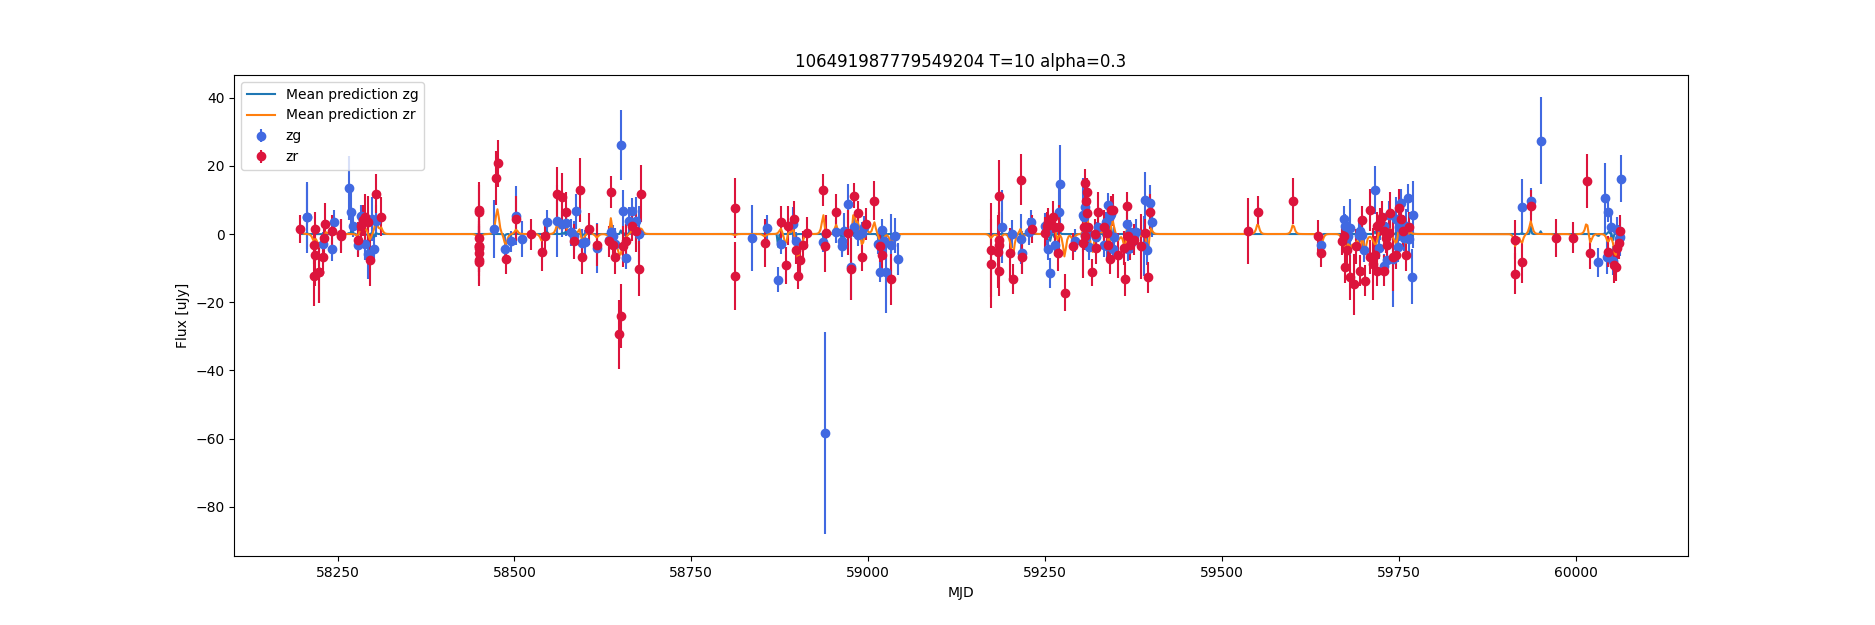 106491987779549204 T=10 alpha=0.3
Mean prediction zg
Mean prediction zr
zg
zr
Flux [uJy]
40
20
0
−20
−40
−60
−80
58250 58500 58750 59000 59250 59500 59750 60000
MJD